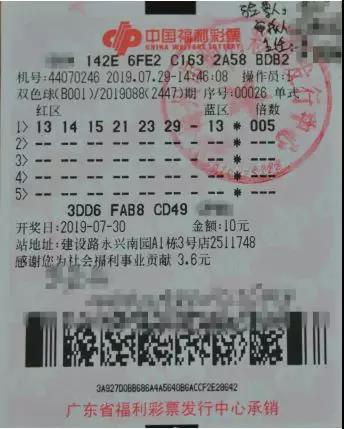 验票人:
中国福利彩票
CHINA WELFARE LOTTERY
142E 6FE2 C163 2A58 BDB2
机号:44070246 2019.07.29-14:46:08 操作员:1
双色球(B001)/2019088(2447)期 序号:00026 单式
红区 蓝区 倍数
1> 13 14 15 21 23 29 - 13 * 005
2> -- -- -- -- -- -- - -- * ---
3> -- -- -- -- -- -- - -- * ---
4> -- -- -- -- -- -- - -- * ---
5> -- -- -- -- -- -- - -- * ---
3DD6 FAB8 CD49
开奖日:2019-07-30 金额:10元
站地址:建设路永兴南园A1栋3号店2511748
感谢您为社会福利事业贡献 3.6元
3A927D0BB686A4A5640B6ACCF2E28642
广东省福利彩票发行中心承销